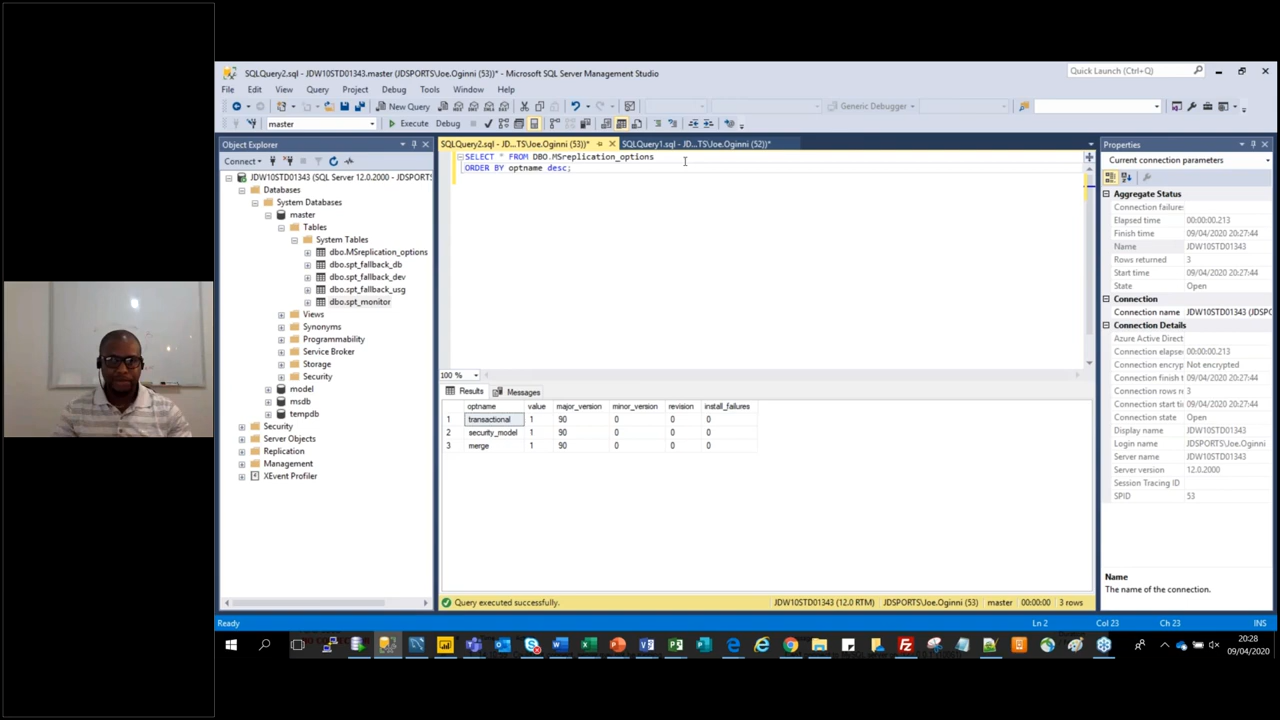 SQLQuery2.sql - JDW10STD01343.master (JDSPORTS\Joe.Oginni (53))* - Microsoft SQL Server Management Studio
Quick Launch (Ctrl+Q)
File Edit View Query Project Debug Tools Window Help
New Query
Generic Debugger
master
Execute Debug
Object Explorer
Connect
JDW10STD01343 (SQL Server 12.0.2000 - JDSPORTS\
Databases
System Databases
master
Tables
System Tables
dbo.MSreplication_options
dbo.spt_fallback_db
dbo.spt_fallback_dev
dbo.spt_fallback_usg
dbo.spt_monitor
Views
Synonyms
Programmability
Service Broker
Storage
Security
model
msdb
tempdb
Security
Server Objects
Replication
Management
XEvent Profiler
SQLQuery2.sql - JD...TS\Joe.Oginni (53))* SQLQuery1.sql - JD...TS\Joe.Oginni (52))*
SELECT * FROM DBO.MSreplication_options
ORDER BY optname desc;
100 %
Results Messages
optname value major_version minor_version revision install_failures
1 transactional 1 90 0 0 0
2 security_model 1 90 0 0 0
3 merge 1 90 0 0 0
Query executed successfully. JDW10STD01343 (12.0 RTM) JDSPORTS\Joe.Oginni (53) master 00:00:00 3 rows
Properties
Current connection parameters
Aggregate Status
Connection failure:
Elapsed time 00:00:00.213
Finish time 09/04/2020 20:27:44
Name JDW10STD01343
Rows returned 3
Start time 09/04/2020 20:27:44
State Open
Connection
Connection name JDW10STD01343 (JDSPO
Connection Details
Azure Active Direct
Connection elapse 00:00:00.213
Connection encryp Not encrypted
Connection finish t 09/04/2020 20:27:44
Connection rows r 3
Connection start ti 09/04/2020 20:27:44
Connection state Open
Display name JDW10STD01343
Login name JDSPORTS\Joe.Oginni
Server name JDW10STD01343
Server version 12.0.2000
Session Tracing ID
SPID 53
Name
The name of the connection.
Ready Ln 2 Col 23 Ch 23 INS
20:28
09/04/2020